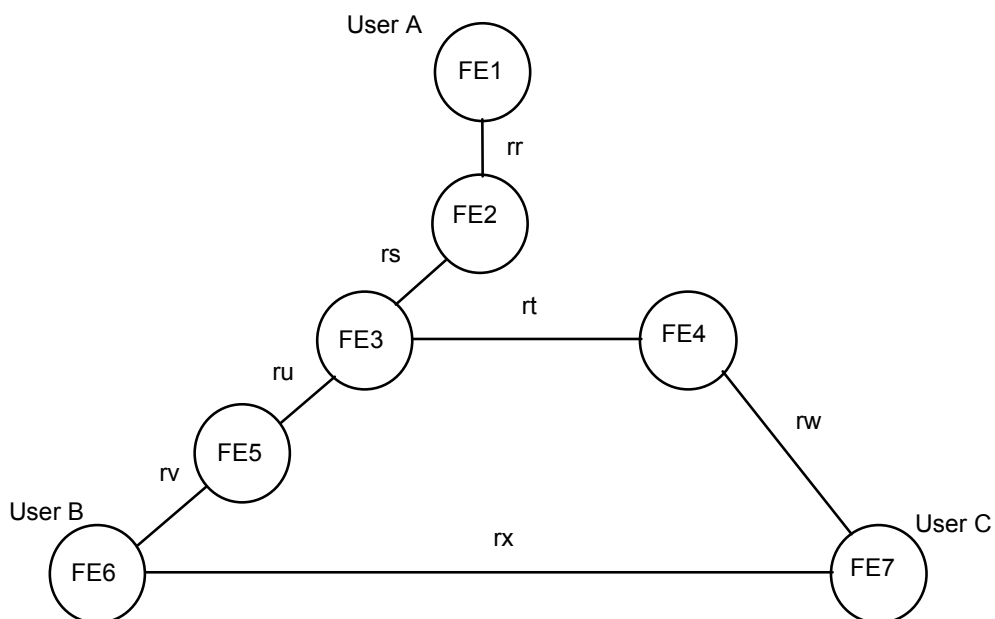 User A
FE1
rr
FE2
rs
rt
FE3
FE4
ru
rw
FE5
rv
User B
User C
rx
FE6
FE7